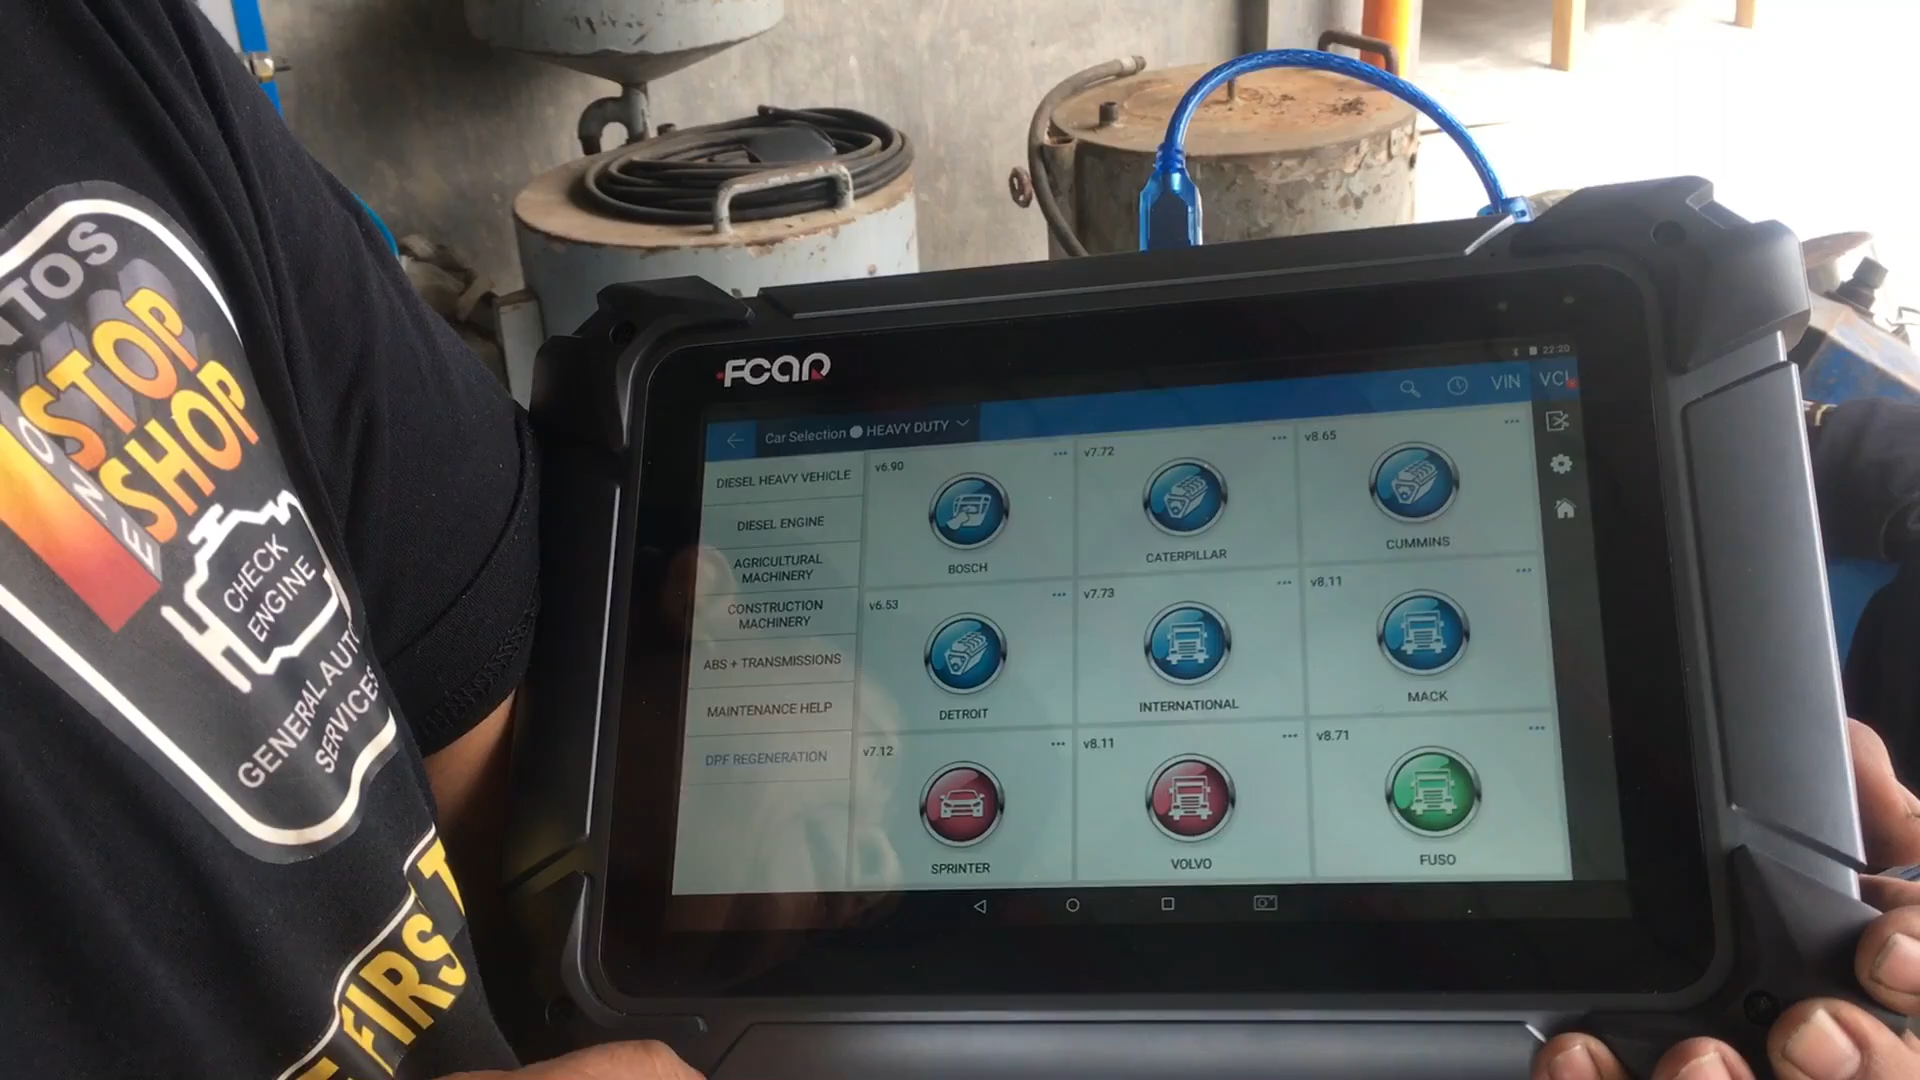 TOS
ONE
STOP
SHOP
CHECK
ENGINE
GENERAL AUTO
SERVICES
FIRST
FCAR
22:20
VIN VCI
Car Selection HEAVY DUTY
DIESEL HEAVY VEHICLE
DIESEL ENGINE
AGRICULTURAL
MACHINERY
CONSTRUCTION
MACHINERY
ABS + TRANSMISSIONS
MAINTENANCE HELP
DPF REGENERATION
v6.90
BOSCH
v7.72
CATERPILLAR
v8.65
CUMMINS
v6.53
DETROIT
v7.73
INTERNATIONAL
v8.11
MACK
v7.12
SPRINTER
v8.11
VOLVO
v8.71
FUSO